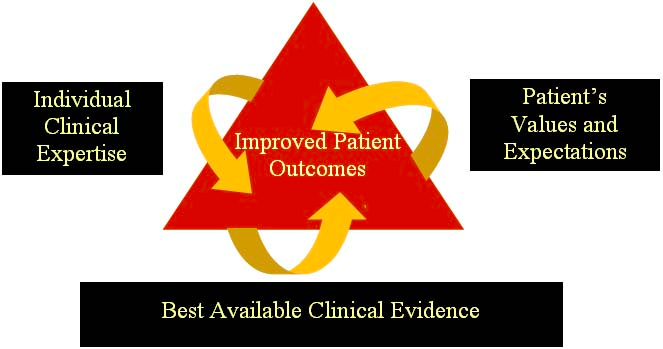 Individual
Clinical
Expertise
Patient’s
Values and
Expectations
Improved Patient
Outcomes
Best Available Clinical Evidence